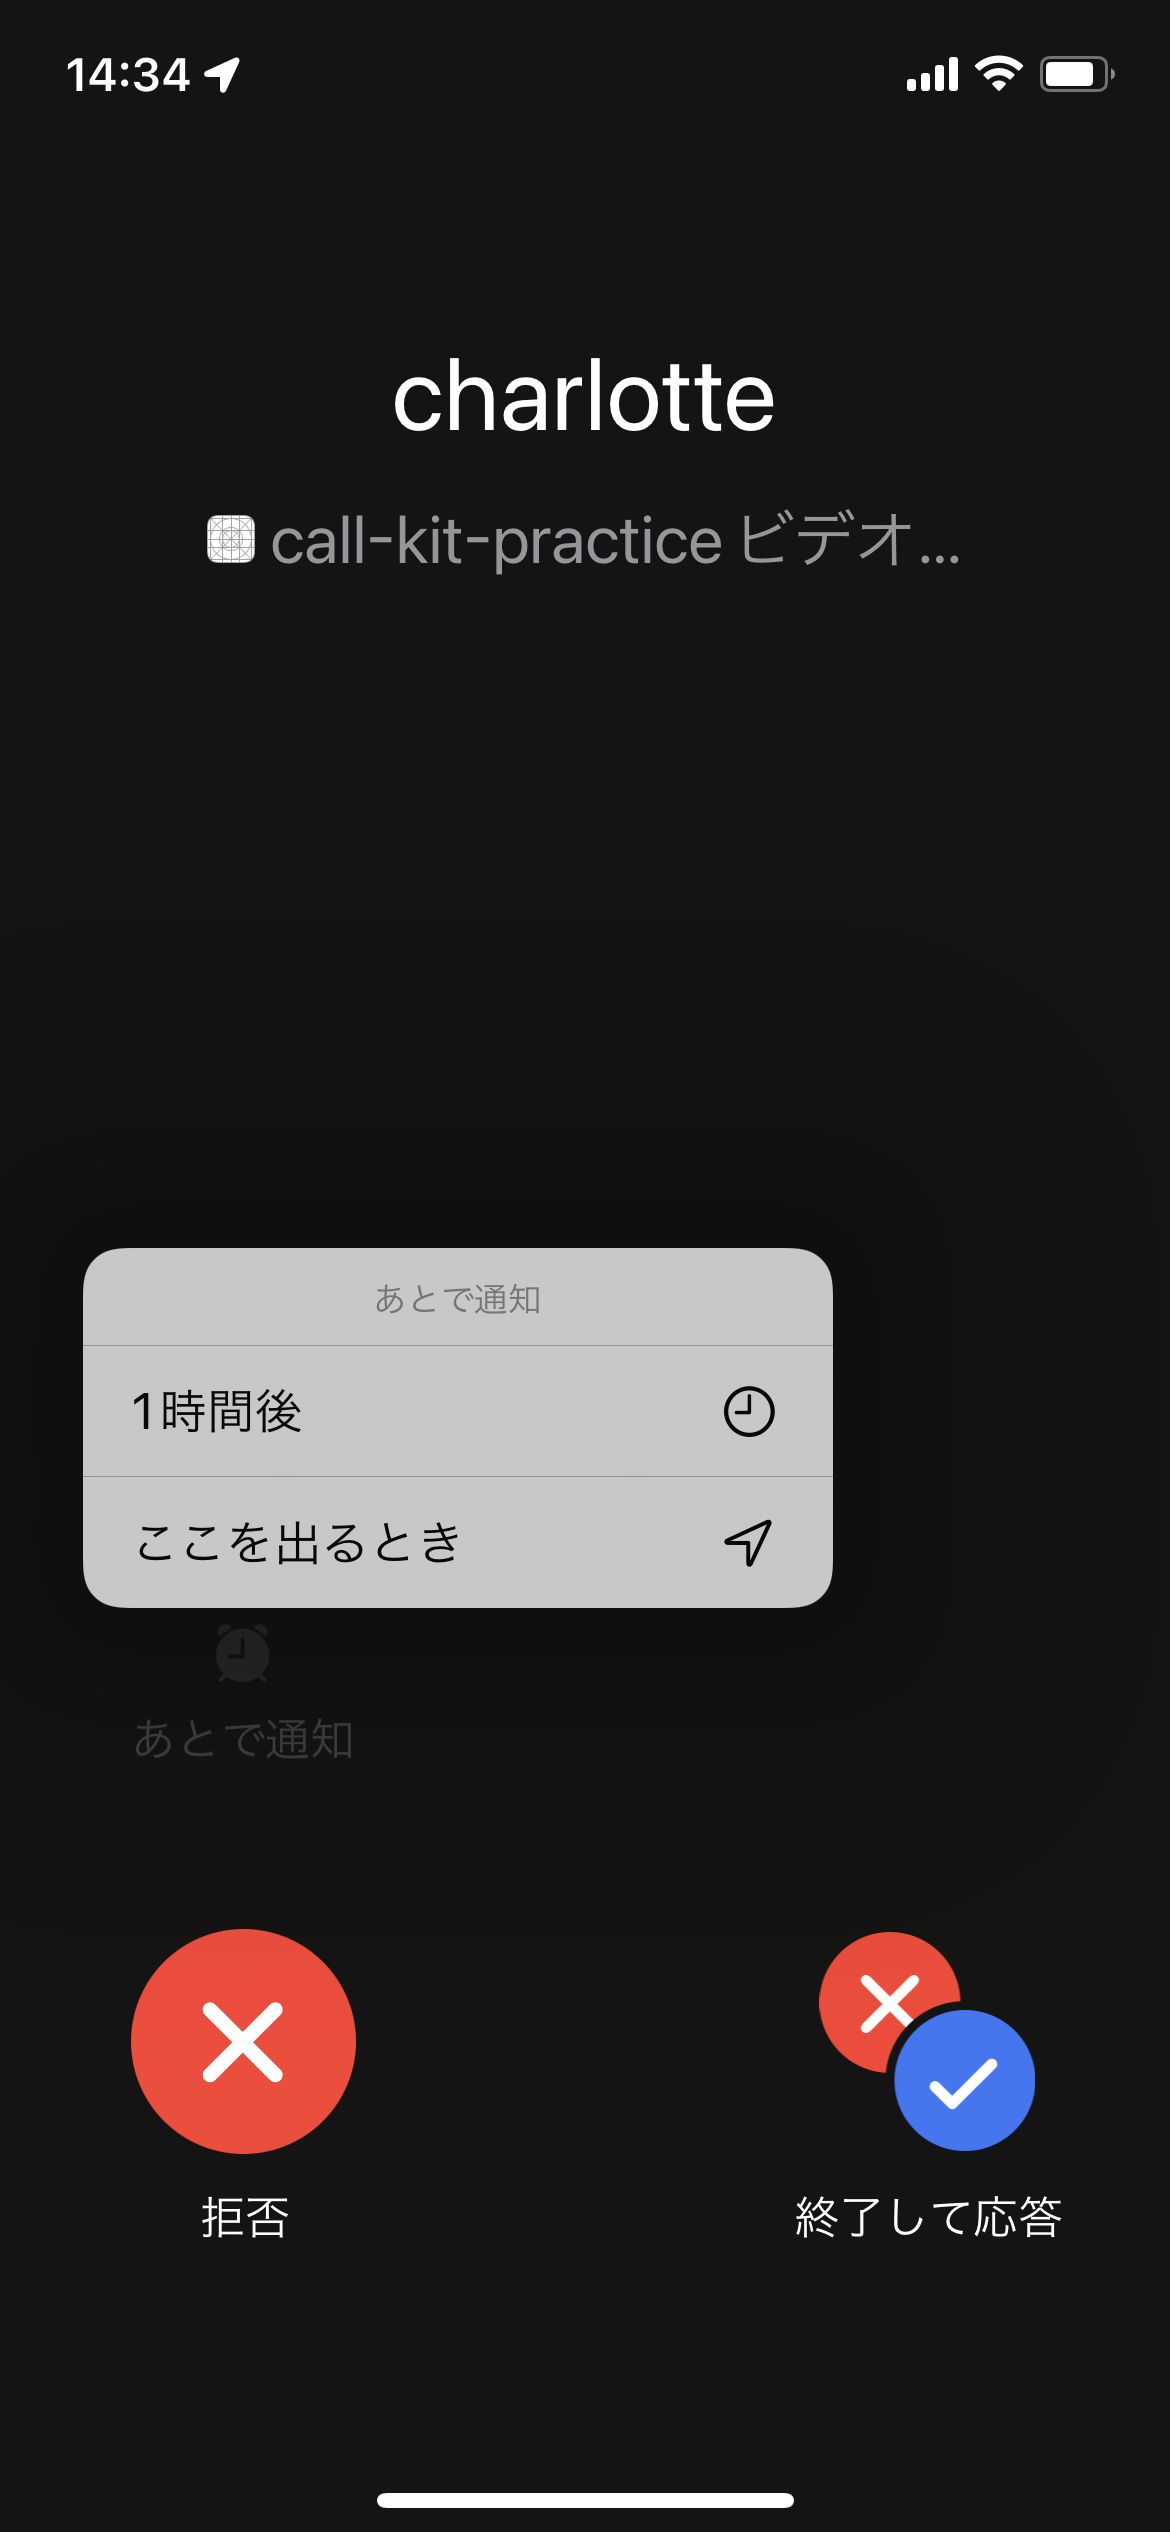 14:34
charlotte
call-kit-practice ビデオ...
あとで通知
1時間後
ここを出るとき
あとで通知
拒否
終了して応答